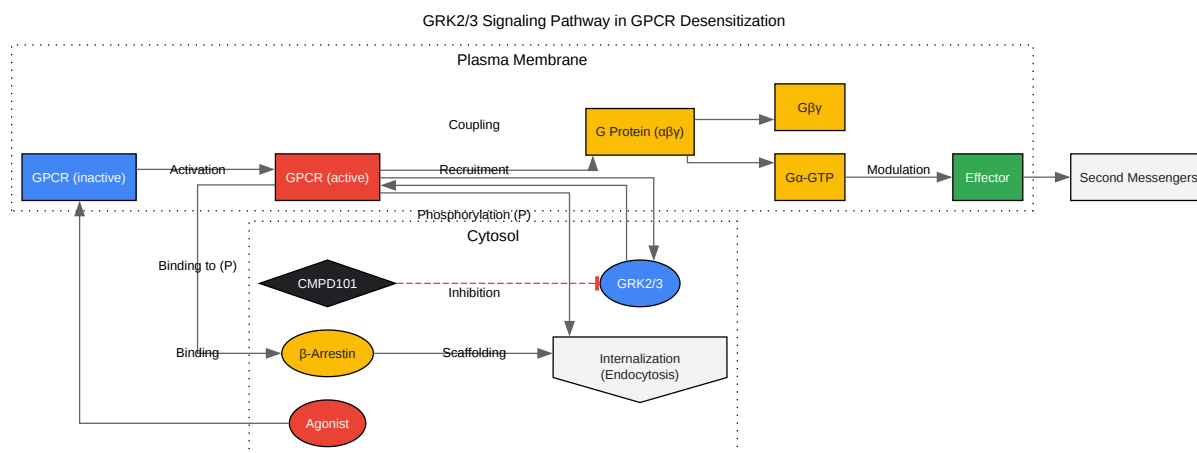 GRK2/3 Signaling Pathway in GPCR Desensitization
Plasma Membrane
Gβγ
Coupling
G Protein (αβγ)
GPCR (inactive)
Activation
GPCR (active)
Recruitment
Gα-GTP
Modulation
Effector
Second Messengers
Phosphorylation (P)
Cytosol
Binding to (P)
CMPD101
Inhibition
GRK2/3
Binding
β-Arrestin
Scaffolding
Internalization
(Endocytosis)
Agonist